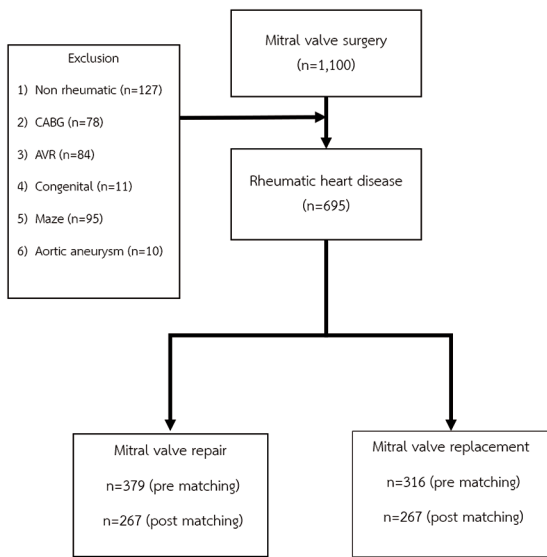 Mitral valve surgery
(n=1,100)
Exclusion
1) Non rheumatic (n=127)
2) CABG (n=78)
3) AVR (n=84)
4) Congenital (n=11)
5) Maze (n=95)
6) Aortic aneurysm (n=10)
Rheumatic heart disease
(n=695)
Mitral valve repair
n=379 (pre matching)
n=267 (post matching)
Mitral valve replacement
n=316 (pre matching)
n=267 (post matching)